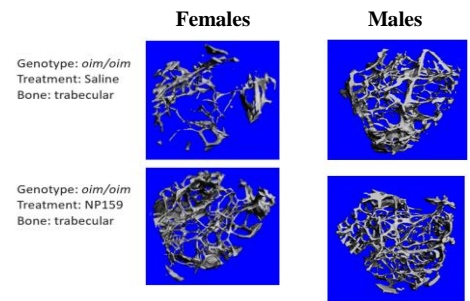 Females Males
Genotype: oim/oim
Treatment: Saline
Bone: trabecular
Genotype: oim/oim
Treatment: NP159
Bone: trabecular